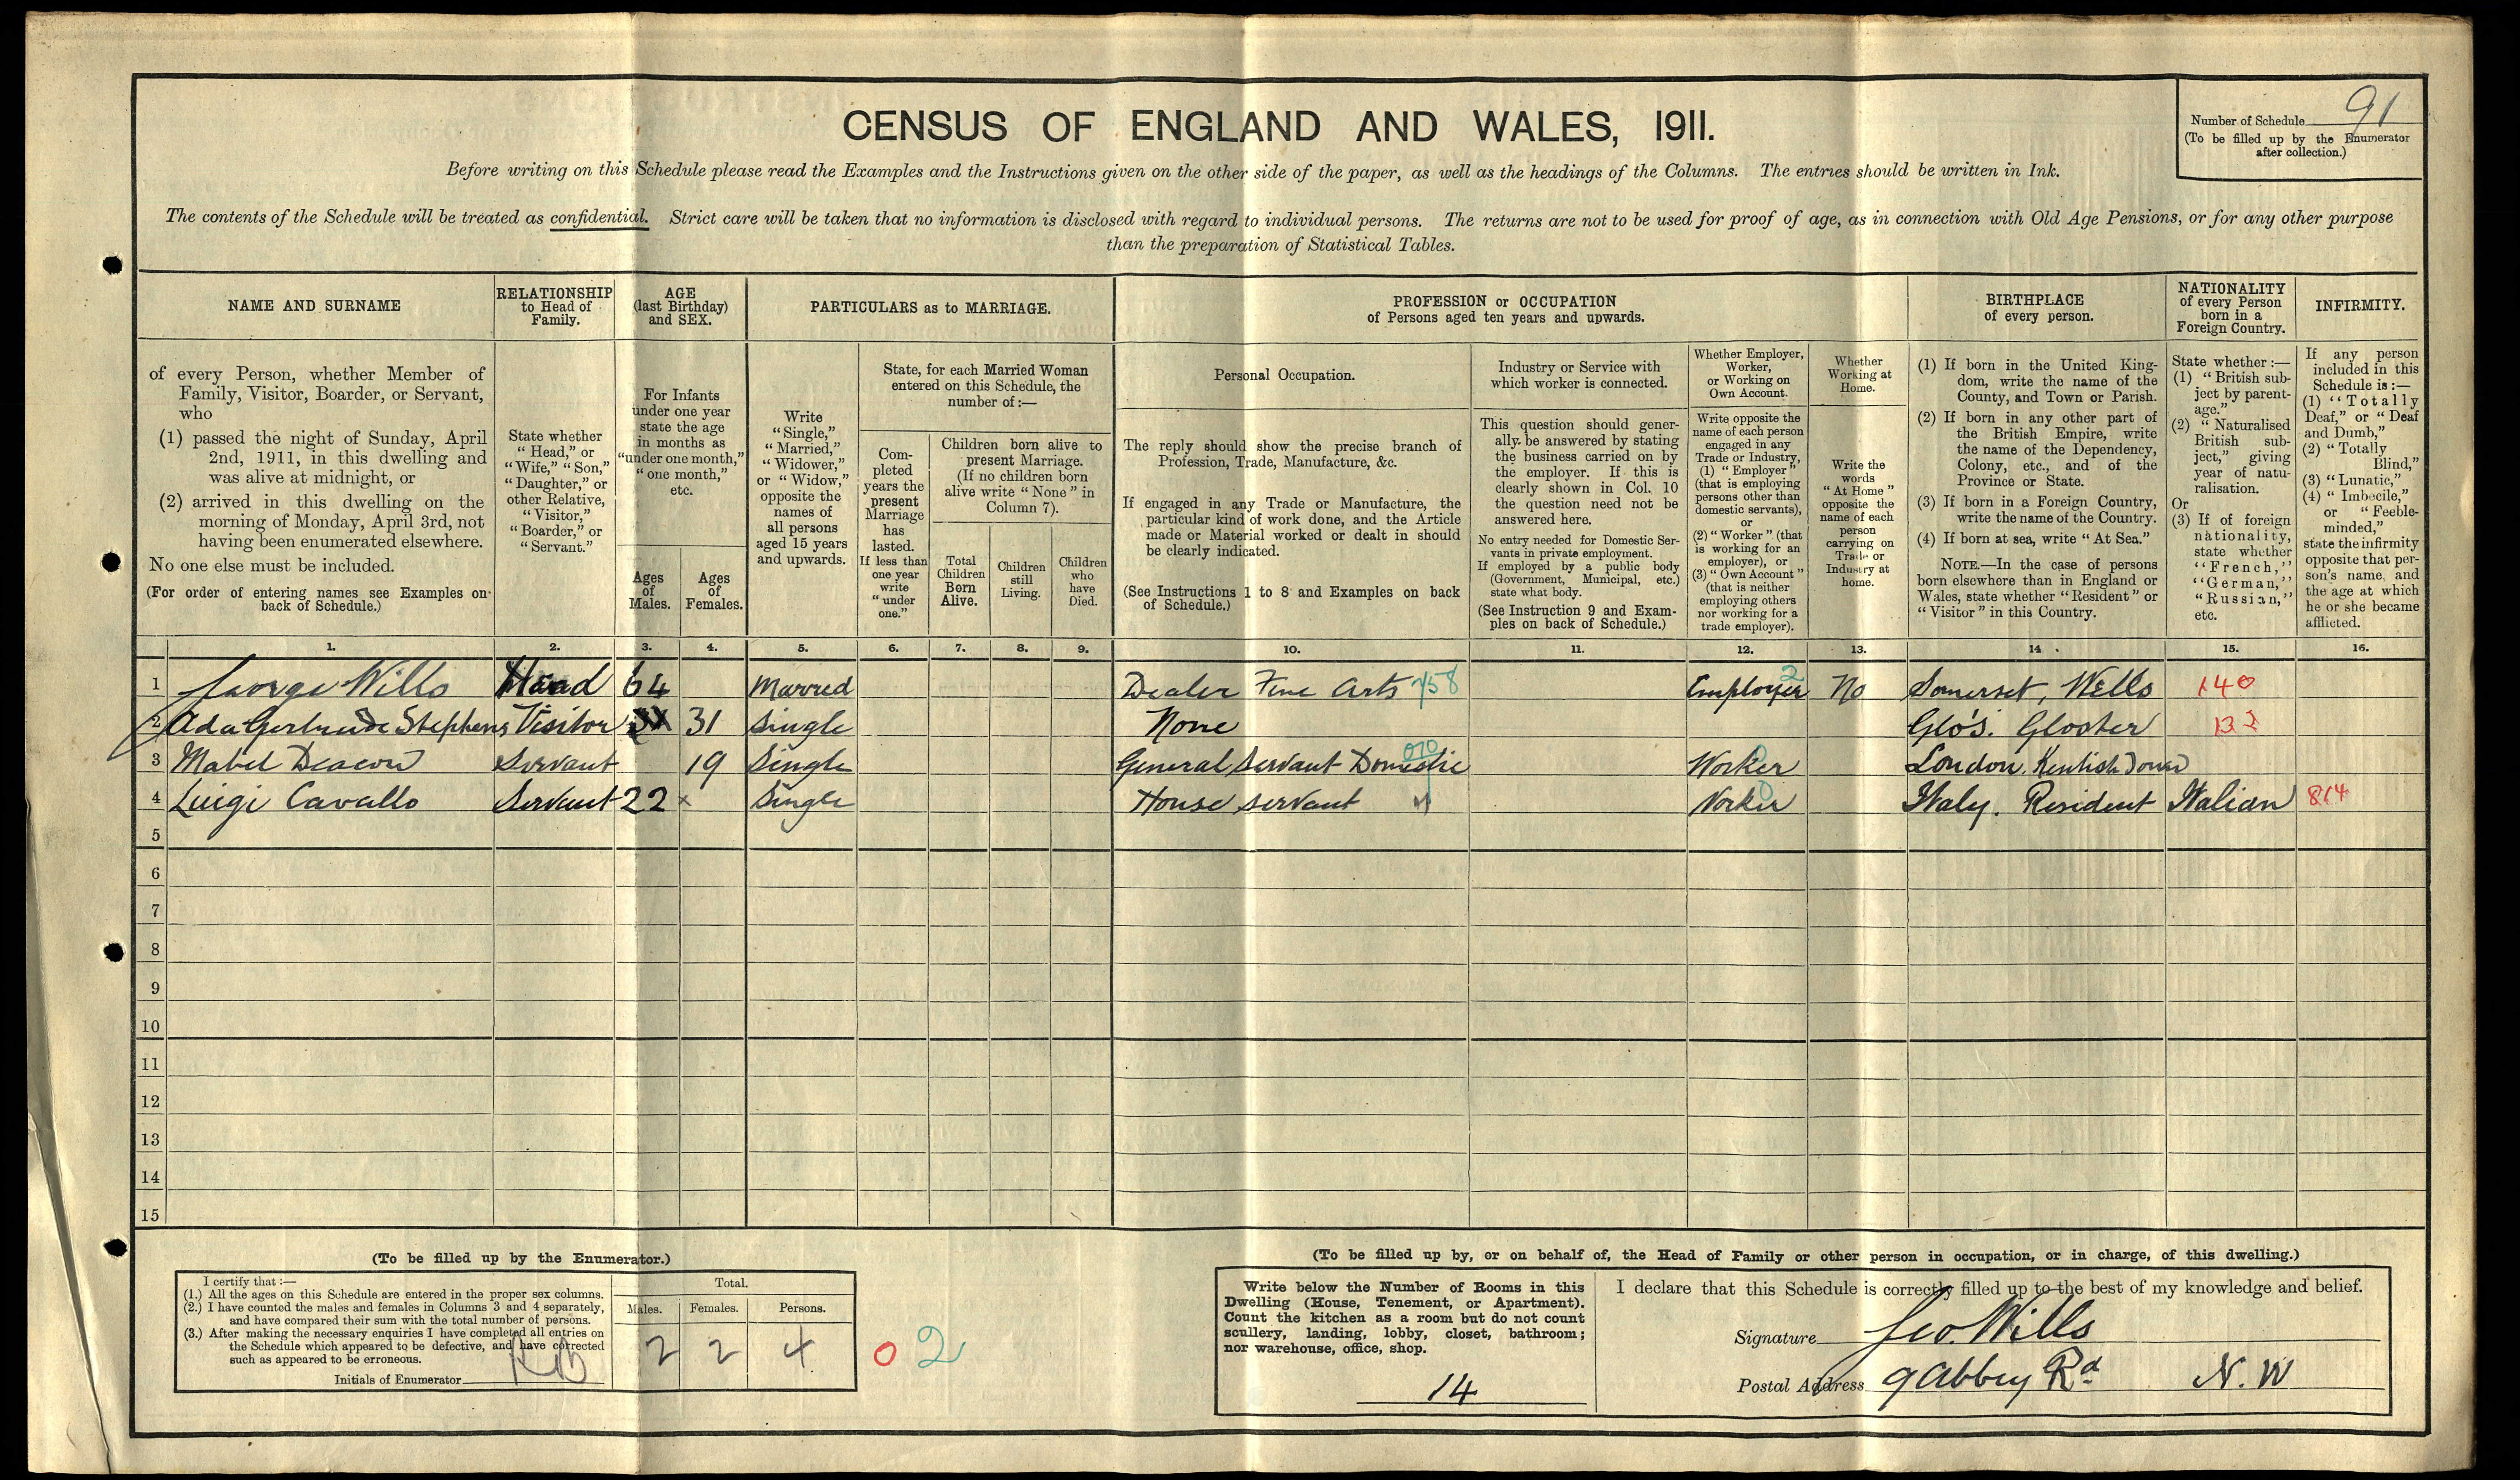 CENSUS OF ENGLAND AND WALES, 1911.
Number of Schedule 91
(To be filled up by the Enumerator
after collection.)
Before writing on this Schedule please read the Examples and the Instructions given on the other side of the paper, as well as the headings of the Columns. The entries should be written in Ink.
The contents of the Schedule will be treated as confidential. Strict care will be taken that no information is disclosed with regard to individual persons. The returns are not to be used for proof of age, as in connection with Old Age Pensions, or for any other purpose
than the preparation of Statistical Tables.
NAME AND SURNAME
of every Person, whether Member of
Family, Visitor, Boarder, or Servant,
who
(1) passed the night of Sunday, April
2nd, 1911, in this dwelling and
was alive at midnight, or
(2) arrived in this dwelling on the
morning of Monday, April 3rd, not
having been enumerated elsewhere.
No one else must be included.
(For order of entering names see Examples on
back of Schedule.)
RELATIONSHIP
to Head of
Family.
State whether
"Head," or
"Wife," "Son,"
"Daughter," or
other Relative,
"Visitor,"
"Boarder," or
"Servant."
AGE
(last Birthday)
and SEX.
For Infants
under one year
state the age
in months as
"under one month,"
"one month,"
etc.
Ages
of
Males.
Ages
of
Females.
PARTICULARS as to MARRIAGE.
Write
"Single,"
"Married,"
"Widower,"
or "Widow,"
opposite the
names of
all persons
aged 15 years
and upwards.
State, for each Married Woman
entered on this Schedule, the
number of:—
Com-
pleted
years the
present
Marriage
has
lasted.
If less than
one year
write
"under
one."
Children born alive to
present Marriage.
(If no children born
alive write "None" in
Column 7).
Total
Children
Born
Alive.
Children
still
Living.
Children
who
have
Died.
PROFESSION or OCCUPATION
of Persons aged ten years and upwards.
Personal Occupation.
The reply should show the precise branch of
Profession, Trade, Manufacture, &c.
If engaged in any Trade or Manufacture, the
particular kind of work done, and the Article
made or Material worked or dealt in should
be clearly indicated.
(See Instructions 1 to 8 and Examples on back
of Schedule.)
Industry or Service with
which worker is connected.
This question should gener-
ally be answered by stating
the business carried on by
the employer. If this is
clearly shown in Col. 10
the question need not be
answered here.
No entry needed for Domestic Ser-
vants in private employment.
If employed by a public body
(Government, Municipal, etc.)
state what body.
(See Instruction 9 and Exam-
ples on back of Schedule.)
Whether Employer,
Worker,
or Working on
Own Account.
Write opposite the
name of each person
engaged in any
Trade or Industry,
(1) "Employer"
(that is employing
persons other than
domestic servants),
or
(2) "Worker" (that
is working for an
employer), or
(3) "Own Account"
(that is neither
employing others
nor working for a
trade employer).
Whether
Working at
Home.
Write the
words
"At Home"
opposite the
name of each
person
carrying on
Trade or
Industry at
home.
BIRTHPLACE
of every person.
(1) If born in the United King-
dom, write the name of the
County, and Town or Parish.
(2) If born in any other part of
the British Empire, write
the name of the Dependency,
Colony, etc., and of the
Province or State.
(3) If born in a Foreign Country,
write the name of the Country.
(4) If born at sea, write "At Sea."
NOTE.—In the case of persons
born elsewhere than in England or
Wales, state whether "Resident" or
"Visitor" in this Country.
NATIONALITY
of every Person
born in a
Foreign Country.
State whether:—
(1) "British sub-
ject by parent-
age."
(2) "Naturalised
British sub-
ject," giving
year of natu-
ralisation.
Or
(3) If of foreign
nationality,
state whether
"French,"
"German,"
"Russian,"
etc.
INFIRMITY.
If any person
included in this
Schedule is:—
(1) "Totally
Deaf," or "Deaf
and Dumb,"
(2) "Totally
Blind,"
(3) "Lunatic,"
(4) "Imbecile,"
or "Feeble-
minded,"
state the infirmity
opposite that per-
son's name, and
the age at which
he or she became
afflicted.
1. 2. 3. 4. 5. 6. 7. 8. 9. 10. 11. 12. 13. 14. 15. 16.
1 George Wills Head 64 Married Dealer Fine Arts 758 Employer 2 No Somerset, Wells 140
2 Ada Gertrude Stephens Visitor 31 Single None Glo's. Gloster 132
3 Mabel Deacon Servant 19 Single General Servant Domestic 010 Worker London, Kentish Town
4 Luigi Cavallo Servant 22 x Single House servant Worker Italy. Resident Italian 814
5
6
7
8
9
10
11
12
13
14
15
(To be filled up by the Enumerator.)
I certify that:—
(1.) All the ages on this Schedule are entered in the proper sex columns.
(2.) I have counted the males and females in Columns 3 and 4 separately,
and have compared their sum with the total number of persons.
(3.) After making the necessary enquiries I have completed all entries on
the Schedule which appeared to be defective, and have corrected
such as appeared to be erroneous.
Initials of Enumerator
Total.
Males. Females. Persons.
2 2 4
0 2
(To be filled up by, or on behalf of, the Head of Family or other person in occupation, or in charge, of this dwelling.)
Write below the Number of Rooms in this
Dwelling (House, Tenement, or Apartment).
Count the kitchen as a room but do not count
scullery, landing, lobby, closet, bathroom;
nor warehouse, office, shop.
14
I declare that this Schedule is correctly filled up to the best of my knowledge and belief.
Signature Geo. Wills
Postal Address 9 Abbey Rd N.W